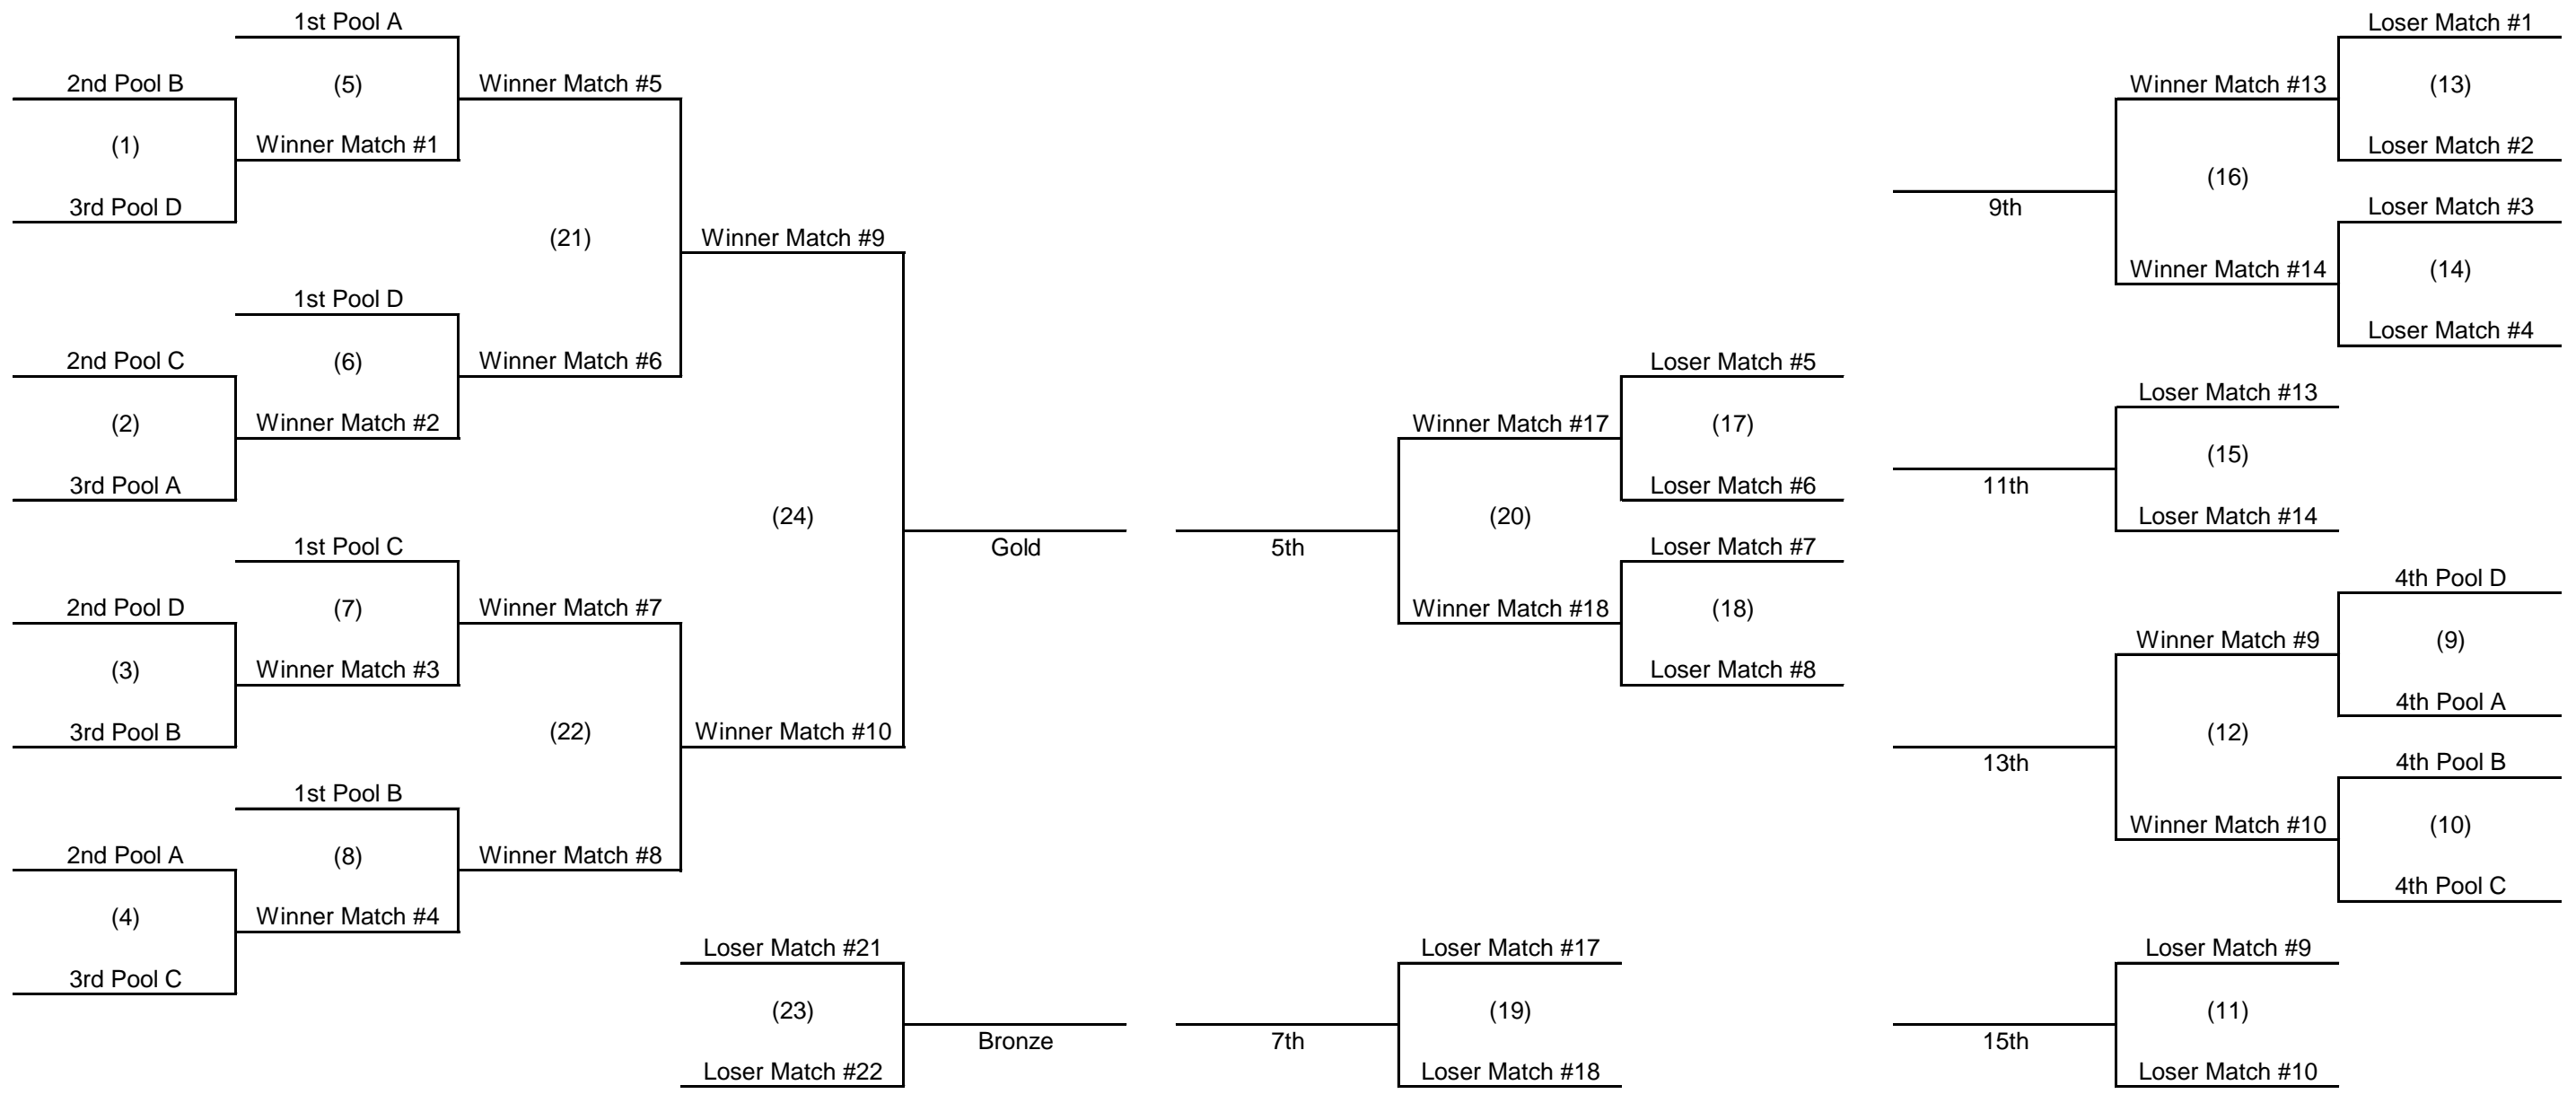 1st Pool A
2nd Pool B
(5)
Winner Match #5
(1)
Winner Match #1
3rd Pool D
(21)
Winner Match #9
1st Pool D
2nd Pool C
(6)
Winner Match #6
(2)
Winner Match #2
3rd Pool A
(24)
Gold
1st Pool C
2nd Pool D
(7)
Winner Match #7
(3)
Winner Match #3
3rd Pool B
(22)
Winner Match #10
1st Pool B
2nd Pool A
(8)
Winner Match #8
(4)
Winner Match #4
3rd Pool C
Loser Match #21
(23)
Bronze
Loser Match #22
Loser Match #5
Winner Match #17
(17)
Loser Match #6
(20)
5th
Loser Match #7
Winner Match #18
(18)
Loser Match #8
Loser Match #17
(19)
7th
Loser Match #18
Loser Match #1
Winner Match #13
(13)
Loser Match #2
(16)
9th
Loser Match #3
Winner Match #14
(14)
Loser Match #4
Loser Match #13
(15)
11th
Loser Match #14
4th Pool D
Winner Match #9
(9)
4th Pool A
(12)
13th
4th Pool B
Winner Match #10
(10)
4th Pool C
Loser Match #9
(11)
15th
Loser Match #10